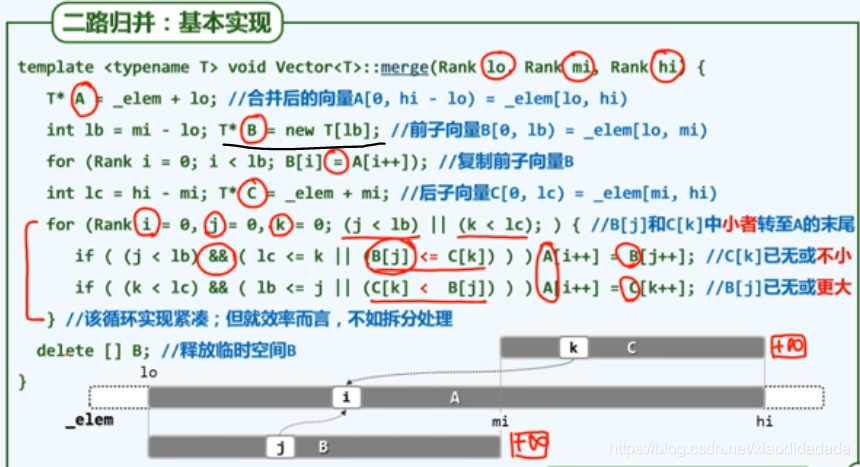 二路归并：基本实现
template <typename T> void Vector<T>::merge(Rank lo, Rank mi, Rank hi) {
T* A = _elem + lo; //合并后的向量A[0, hi - lo) = _elem[lo, hi)
int lb = mi - lo; T* B = new T[lb]; //前子向量B[0, lb) = _elem[lo, mi)
for (Rank i = 0; i < lb; B[i] = A[i++]); //复制前子向量B
int lc = hi - mi; T* C = _elem + mi; //后子向量C[0, lc) = _elem[mi, hi)
for (Rank i = 0, j = 0, k = 0; (j < lb) || (k < lc); ) { //B[j]和C[k]中小者转至A的末尾
if ( (j < lb) && ( lc <= k || (B[j] <= C[k]) ) ) A[i++] = B[j++]; //C[k]已无或不小
if ( (k < lc) && ( lb <= j || (C[k] < B[j]) ) ) A[i++] = C[k++]; //B[j]已无或更大
} //该循环实现紧凑；但就效率而言，不如拆分处理
delete [] B; //释放临时空间B
}
k C +∞
lo
i A
_elem mi hi
j B +∞
https://blog.csdn.net/xiaodidadada